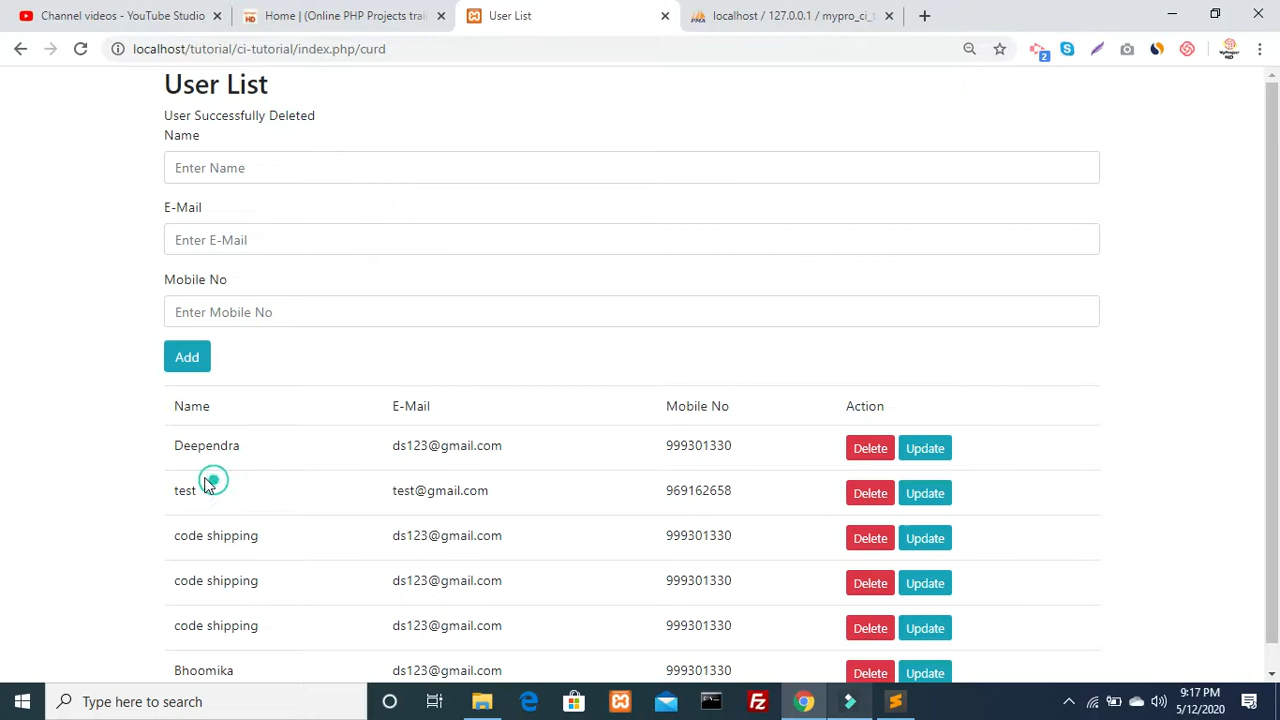 Channel videos - YouTube Studio
Home | (Online PHP Projects trai
User List
localhost / 127.0.0.1 / mypro_ci_t
localhost/tutorial/ci-tutorial/index.php/curd
2
User List
User Successfully Deleted
Name
Enter Name
E-Mail
Enter E-Mail
Mobile No
Enter Mobile No
Add
Name E-Mail Mobile No Action
Deependra ds123@gmail.com 999301330 Delete Update
test test@gmail.com 969162658 Delete Update
code shipping ds123@gmail.com 999301330 Delete Update
code shipping ds123@gmail.com 999301330 Delete Update
code shipping ds123@gmail.com 999301330 Delete Update
Bhoomika ds123@gmail.com 999301330 Delete Update
Type here to search
9:17 PM
5/12/2020